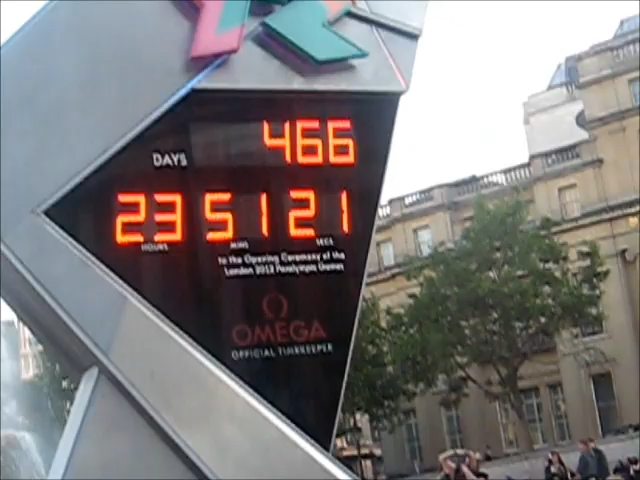 DAYS 466
23 51 21
HOURS MINS SECS
to the Opening Ceremony of the
London 2012 Paralympic Games
Ω
OMEGA
OFFICIAL TIMEKEEPER